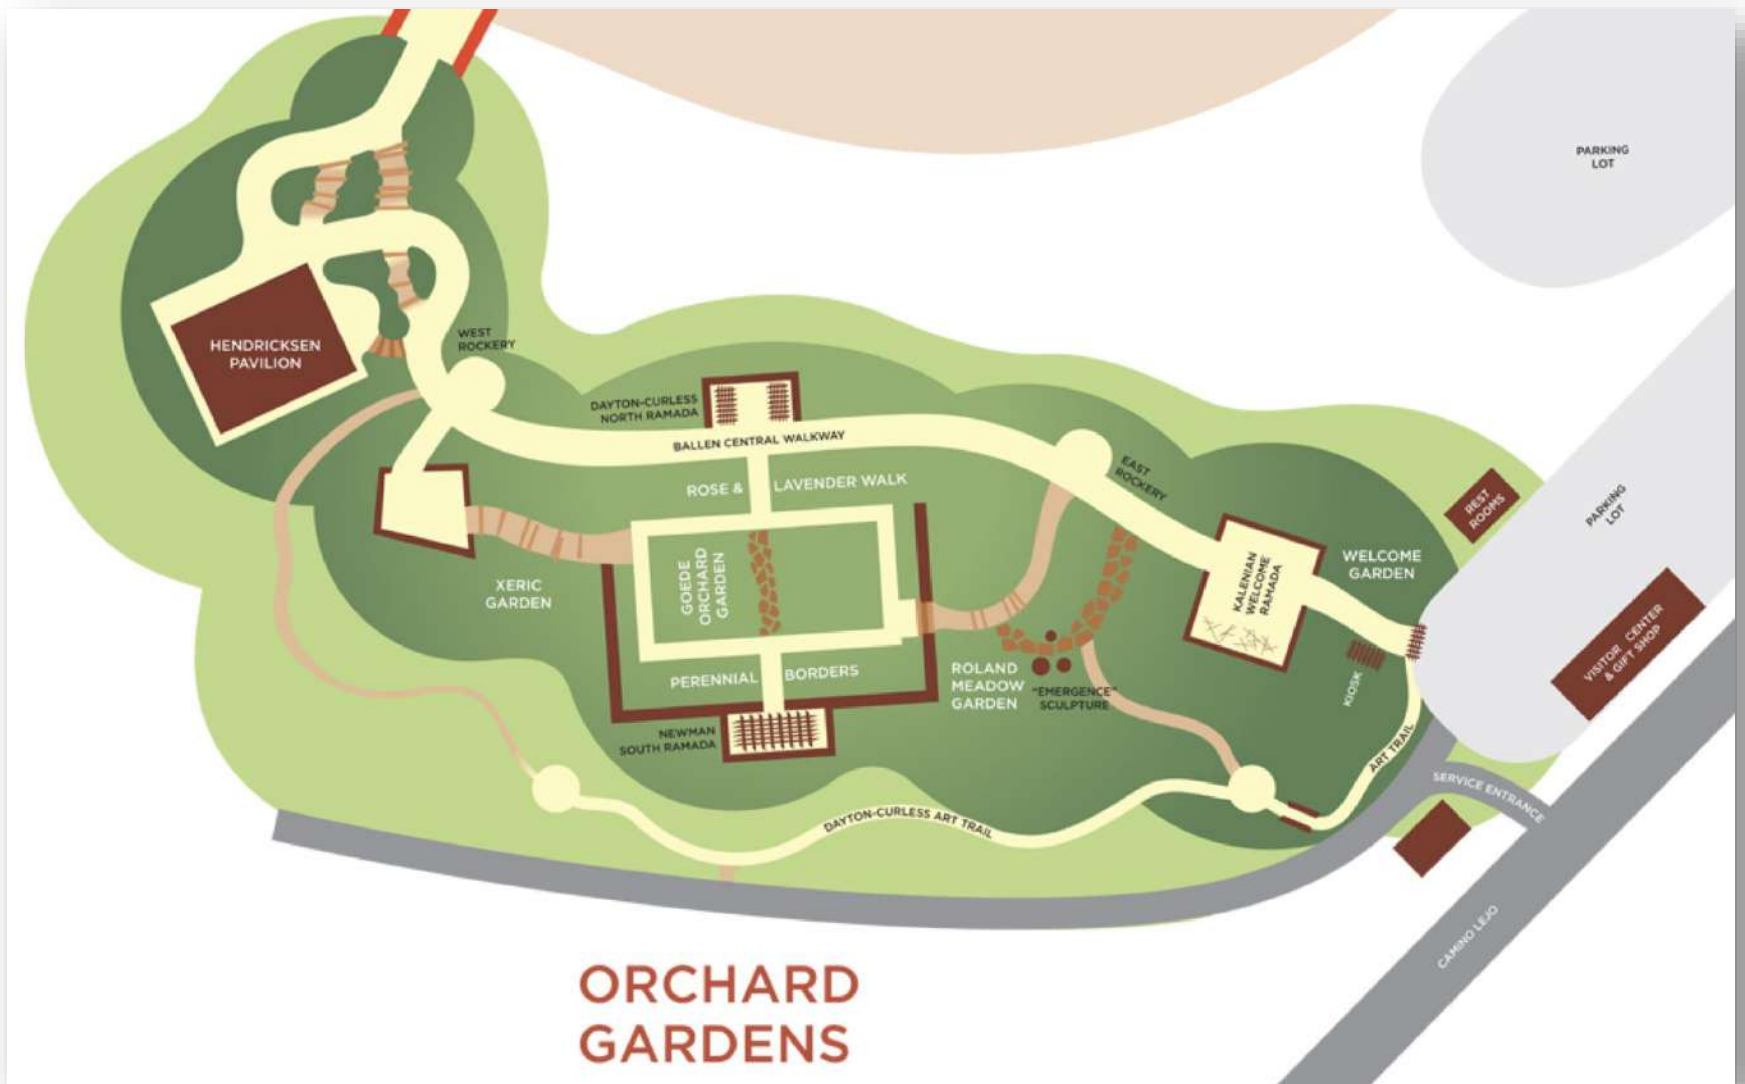 PARKING
LOT
WEST
ROCKERY
HENDRICKSEN
PAVILION
DAYTON-CURLESS
NORTH RAMADA
BALLEN CENTRAL WALKWAY
EAST
ROCKERY
ROSE & LAVENDER WALK
REST
ROOMS
PARKING
LOT
XERIC
GARDEN
GOEDE
ORCHARD
GARDEN
KALENIAN
WELCOME
RAMADA
WELCOME
GARDEN
VISITOR CENTER
& GIFT SHOP
PERENNIAL BORDERS
ROLAND
MEADOW
GARDEN
"EMERGENCE"
SCULPTURE
KIOSK
NEWMAN
SOUTH RAMADA
ART TRAIL
SERVICE ENTRANCE
DAYTON-CURLESS ART TRAIL
CAMINO LEJO
ORCHARD
GARDENS